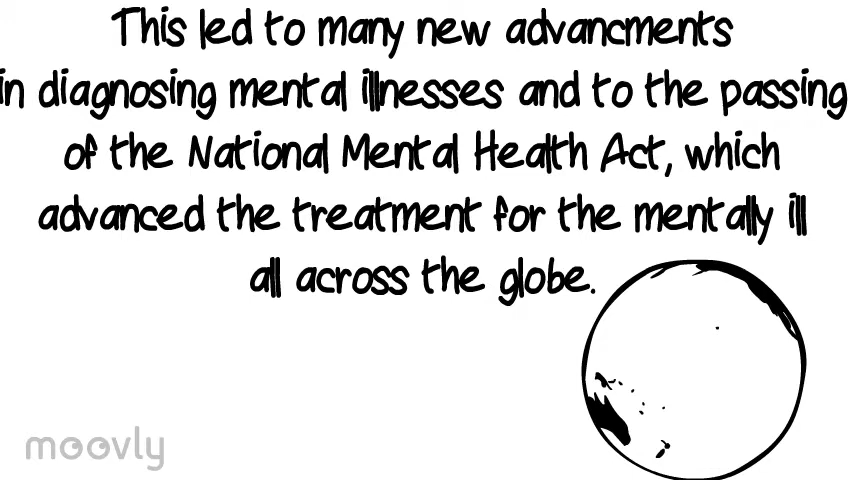 This led to many new advancments
in diagnosing mental illnesses and to the passing
of the National Mental Health Act, which
advanced the treatment for the mentally ill
all across the globe.
moovly